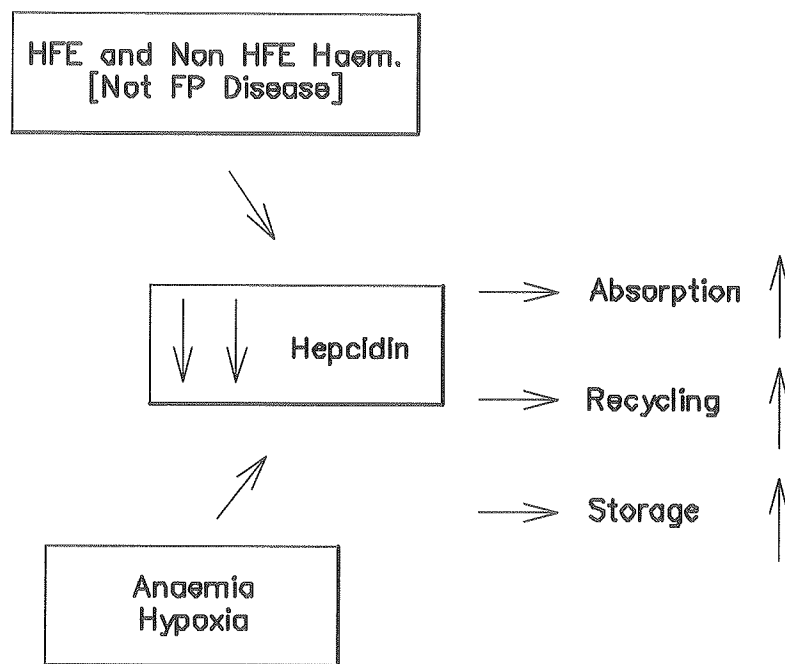 HFE and Non HFE Haem.
[Not FP Disease]
Absorption
Hepcidin
Recycling
Storage
Anaemia
Hypoxia